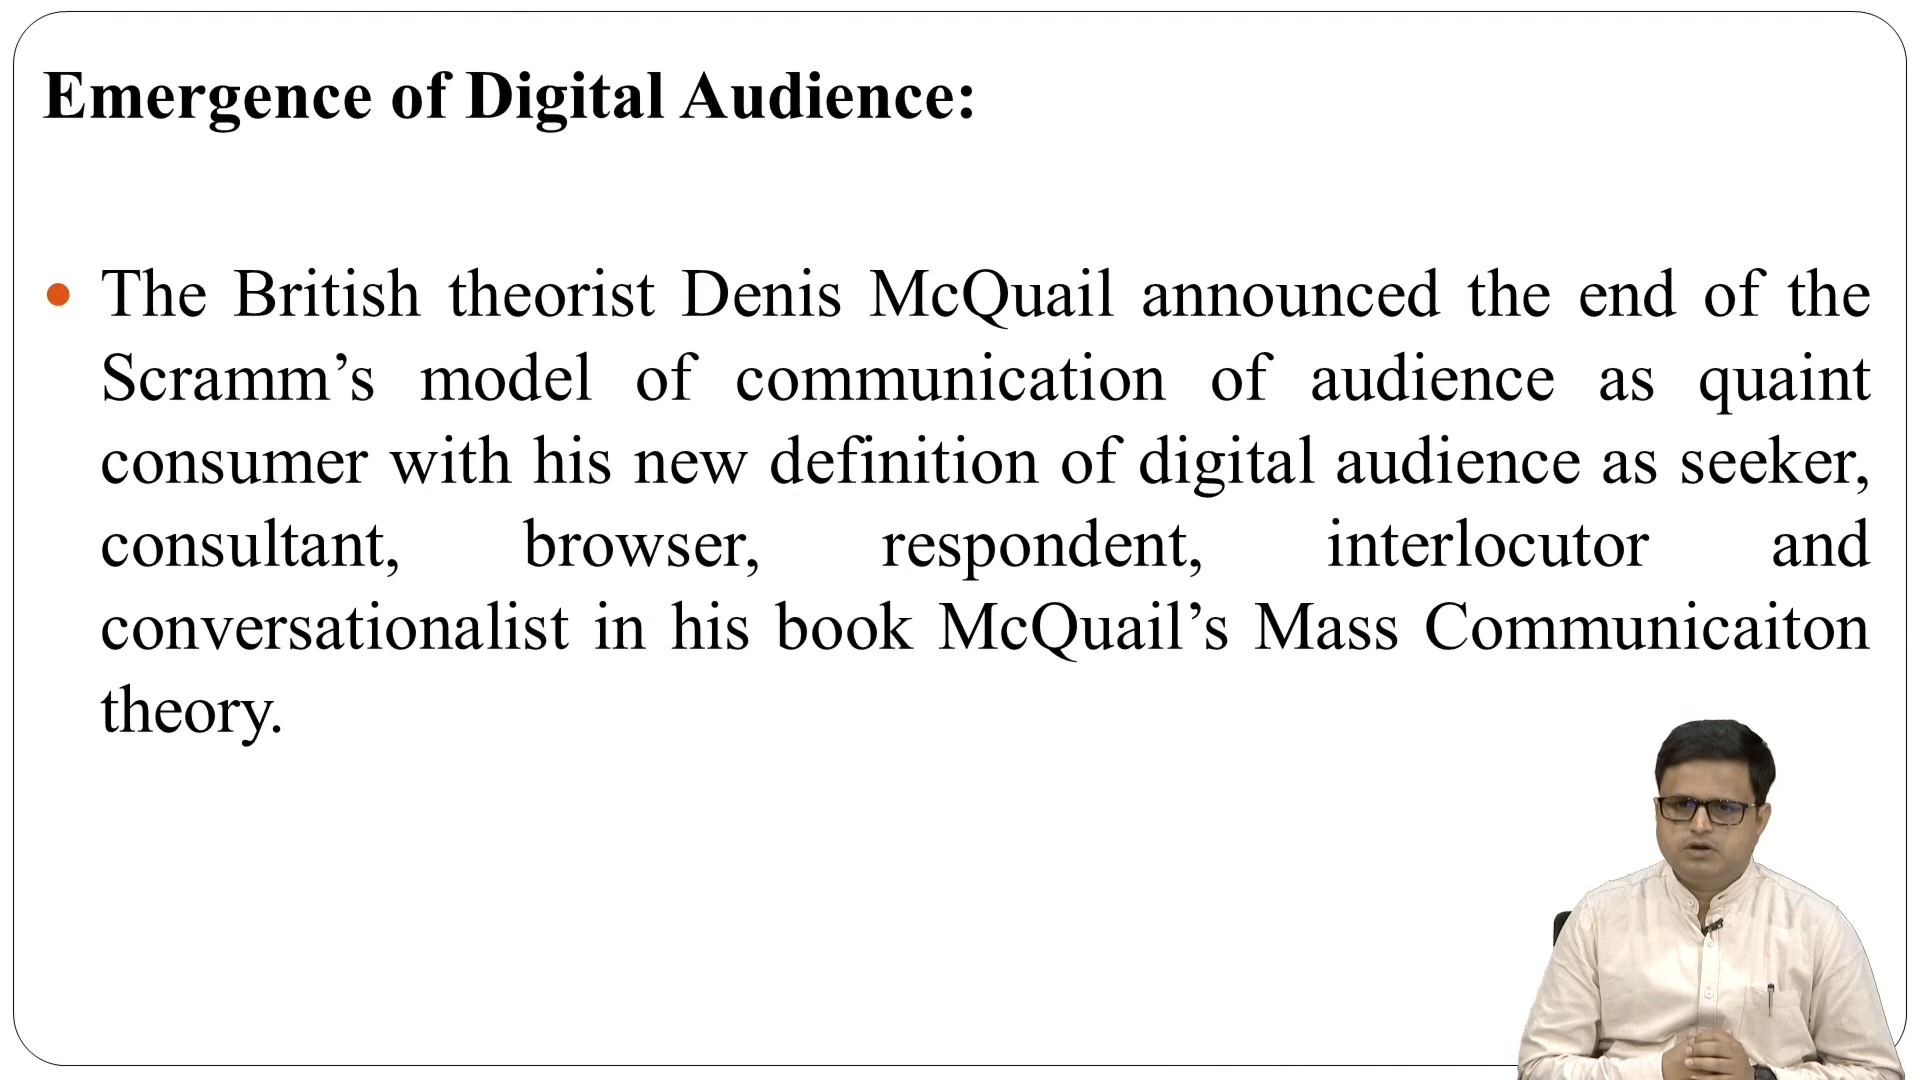 Emergence of Digital Audience:
• The British theorist Denis McQuail announced the end of the
Scramm’s model of communication of audience as quaint
consumer with his new definition of digital audience as seeker,
consultant, browser, respondent, interlocutor and
conversationalist in his book McQuail’s Mass Communicaiton
theory.